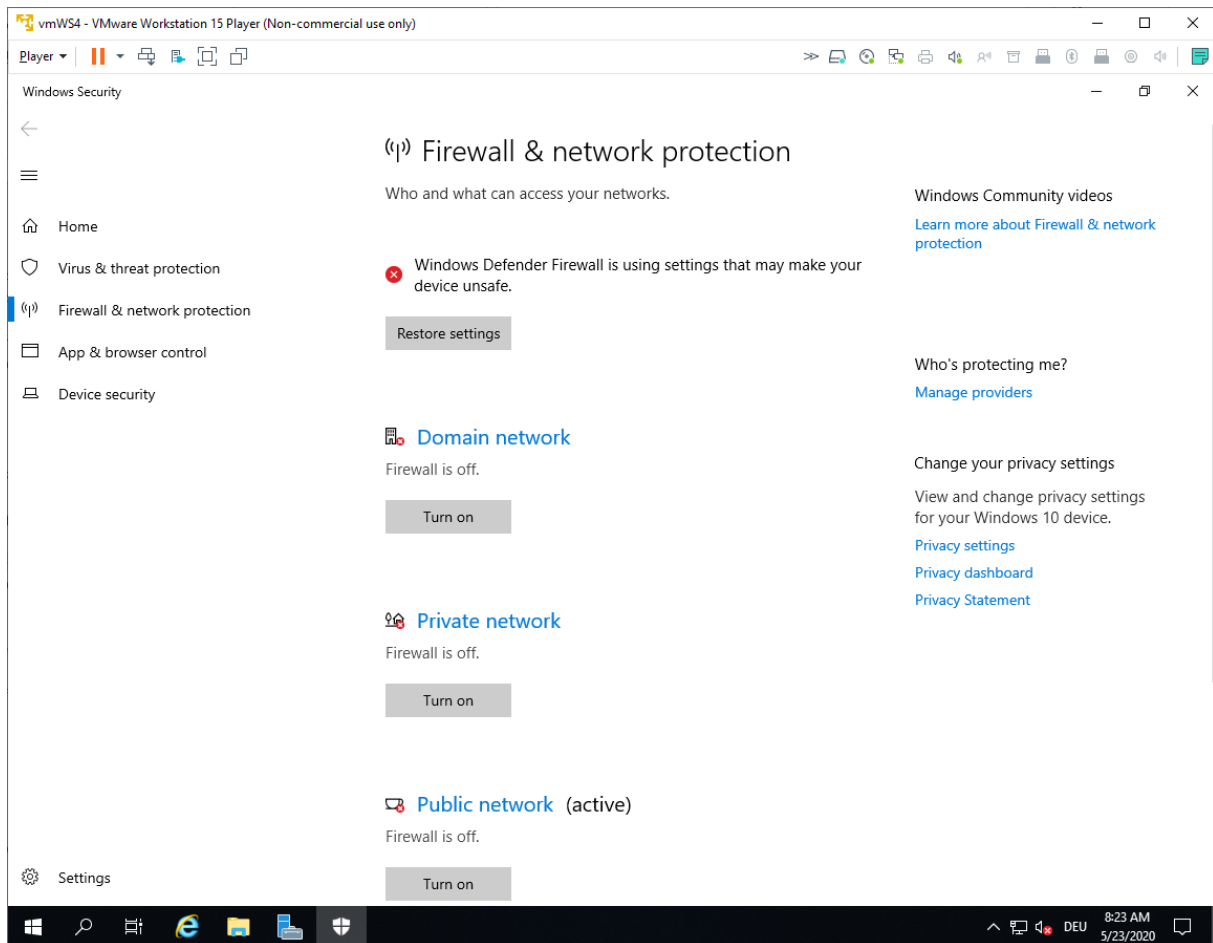 vmWS4 - VMware Workstation 15 Player (Non-commercial use only)
Player
Windows Security
Home
Virus & threat protection
Firewall & network protection
App & browser control
Device security
Settings
Firewall & network protection
Who and what can access your networks.
Windows Defender Firewall is using settings that may make your
device unsafe.
Restore settings
Domain network
Firewall is off.
Turn on
Private network
Firewall is off.
Turn on
Public network (active)
Firewall is off.
Turn on
Windows Community videos
Learn more about Firewall & network
protection
Who's protecting me?
Manage providers
Change your privacy settings
View and change privacy settings
for your Windows 10 device.
Privacy settings
Privacy dashboard
Privacy Statement
DEU
8:23 AM
5/23/2020